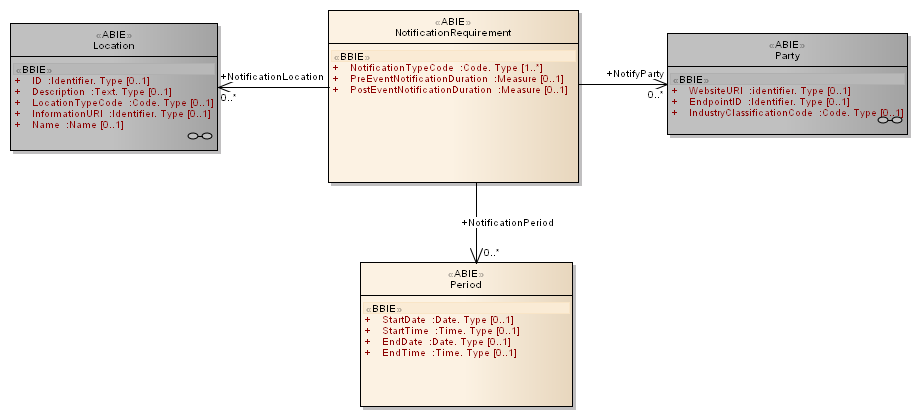 «ABIE»
Location
«BBIE»
+ ID :Identifier. Type [0..1]
+ Description :Text. Type [0..1]
+ LocationTypeCode :Code. Type [0..1]
+ InformationURI :Identifier. Type [0..1]
+ Name :Name [0..1]
+NotificationLocation
0..*
«ABIE»
NotificationRequirement
«BBIE»
+ NotificationTypeCode :Code. Type [1..*]
+ PreEventNotificationDuration :Measure [0..1]
+ PostEventNotificationDuration :Measure [0..1]
+NotifyParty
0..*
«ABIE»
Party
«BBIE»
+ WebsiteURI :identifier. Type [0..1]
+ EndpointID :Identifier. Type [0..1]
+ IndustryClassificationCode :Code. Type [0..1]
+NotificationPeriod
0..*
«ABIE»
Period
«BBIE»
+ StartDate :Date. Type [0..1]
+ StartTime :Time. Type [0..1]
+ EndDate :Date. Type [0..1]
+ EndTime :Time. Type [0..1]